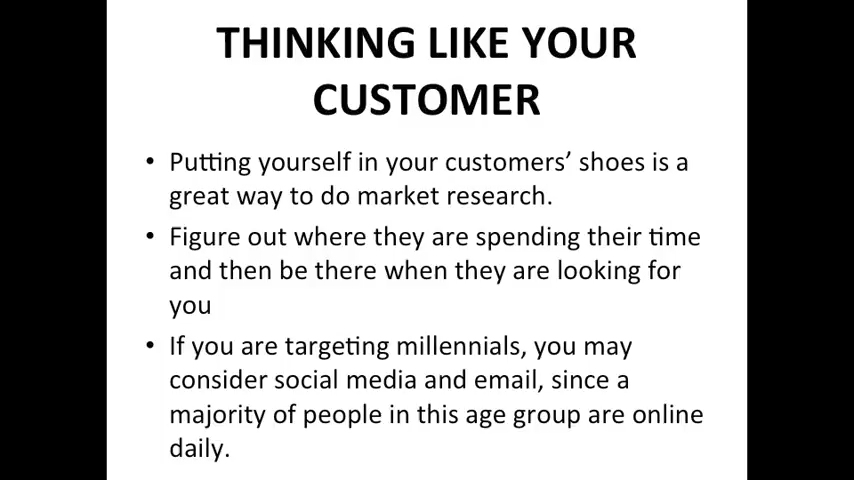 THINKING LIKE YOUR
CUSTOMER
• Putting yourself in your customers’ shoes is a
great way to do market research.
• Figure out where they are spending their time
and then be there when they are looking for
you
• If you are targeting millennials, you may
consider social media and email, since a
majority of people in this age group are online
daily.